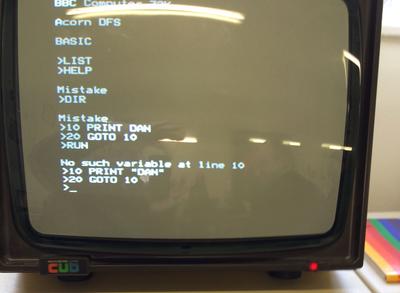 BBC Computer 32K
Acorn DFS
BASIC
>LIST
>HELP
Mistake
>DIR
Mistake
>10 PRINT DAN
>20 GOTO 10
>RUN
No such variable at line 10
>10 PRINT "DAN"
>20 GOTO 10
>_
CUB